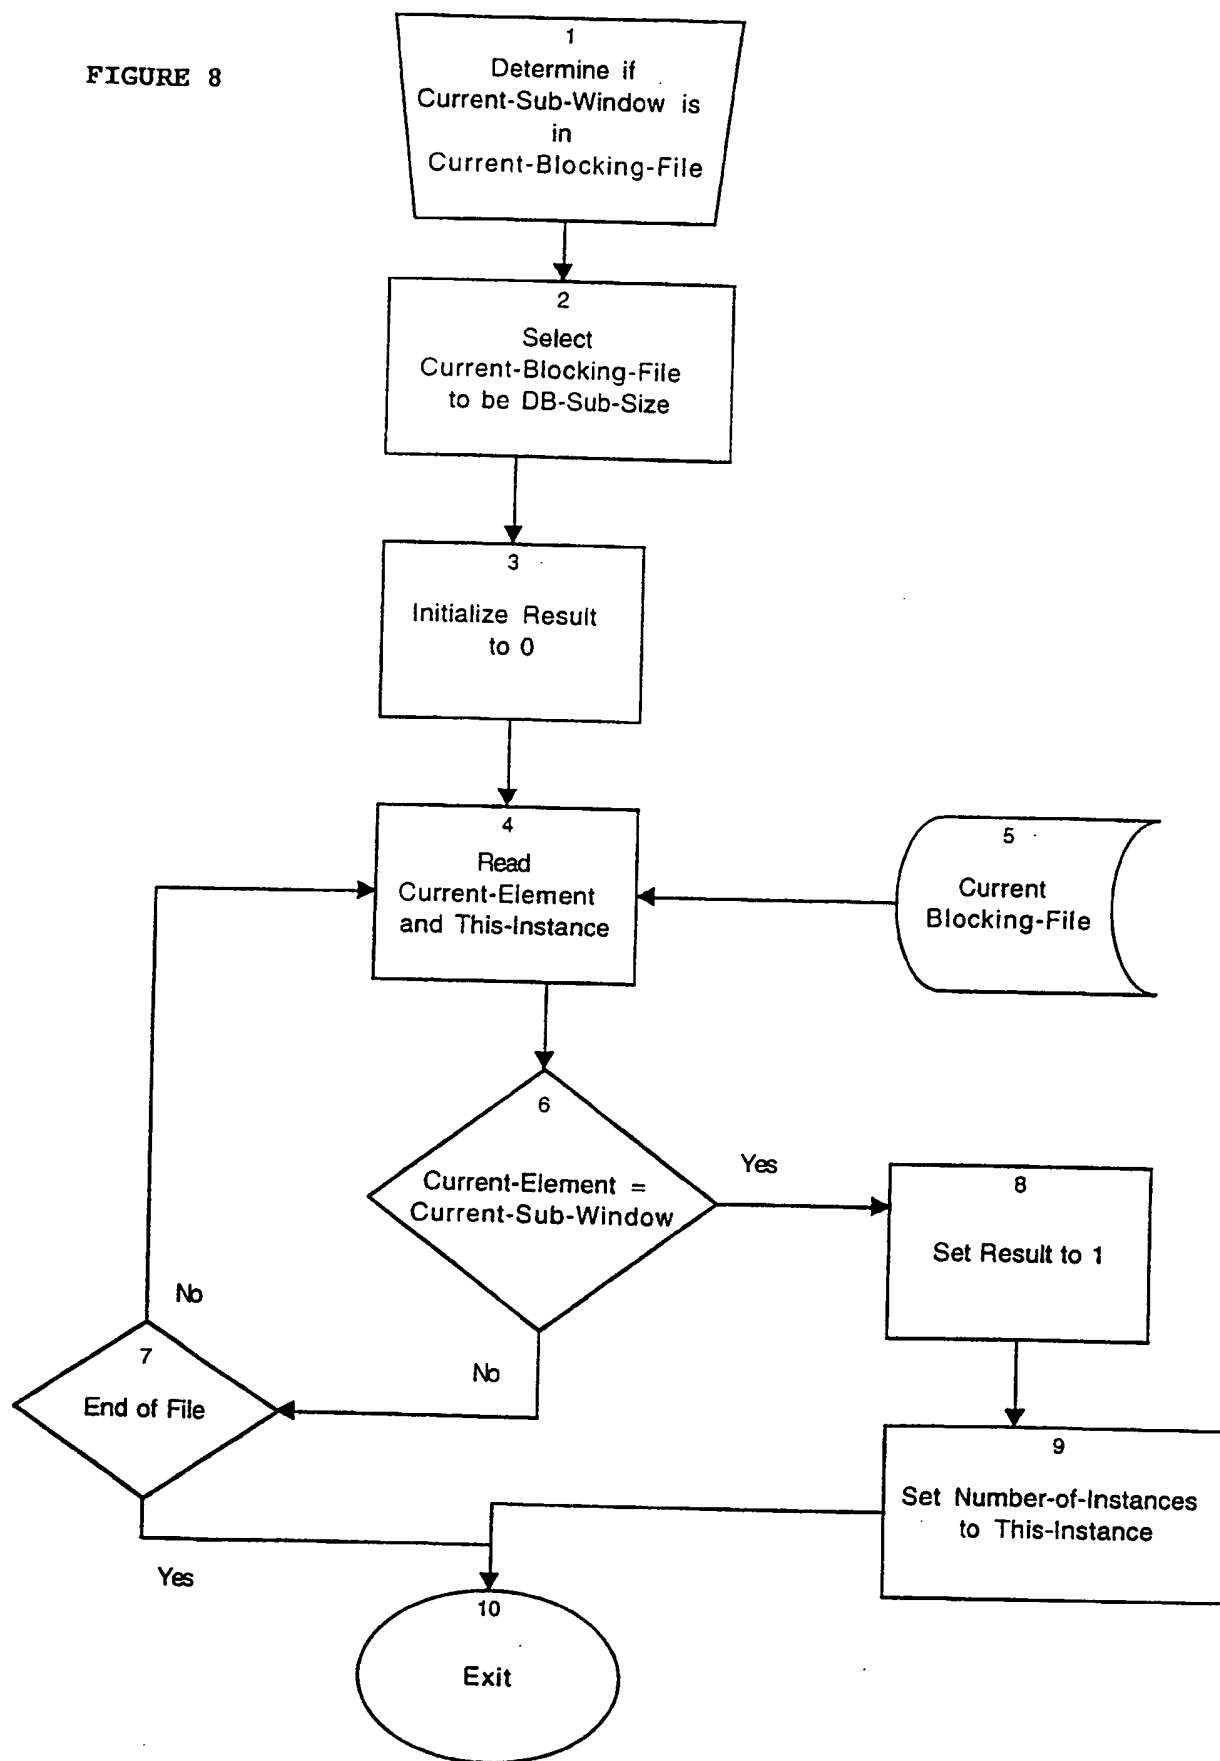 FIGURE 8
1
Determine if
Current-Sub-Window is
in
Current-Blocking-File
2
Select
Current-Blocking-File
to be DB-Sub-Size
3
Initialize Result
to 0
4
Read
Current-Element
and This-Instance
5
Current
Blocking-File
6
Current-Element =
Current-Sub-Window
Yes
No
7
End of File
No
Yes
8
Set Result to 1
9
Set Number-of-Instances
to This-Instance
10
Exit